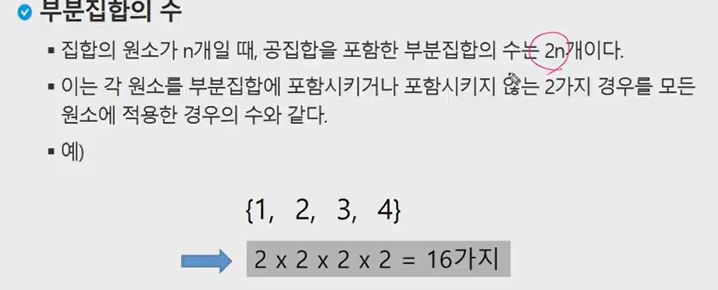 부분집합의 수
▪ 집합의 원소가 n개일 때, 공집합을 포함한 부분집합의 수는 2n개이다.
▪ 이는 각 원소를 부분집합에 포함시키거나 포함시키지 않는 2가지 경우를 모든
원소에 적용한 경우의 수와 같다.
▪ 예)
{1, 2, 3, 4}
2 x 2 x 2 x 2 = 16가지